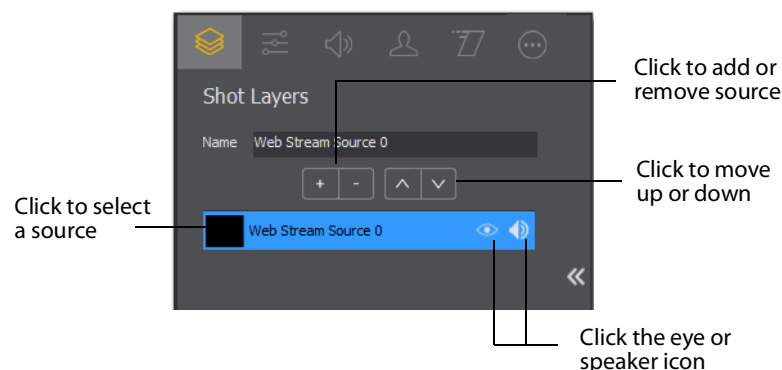 Shot Layers
Name Web Stream Source 0
+ -
Web Stream Source 0
Click to add or
remove source
Click to move
up or down
Click to select
a source
Click the eye or
speaker icon